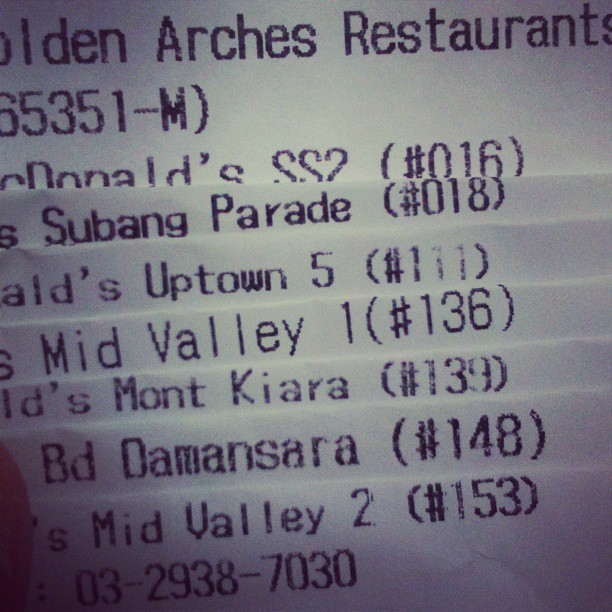 olden Arches Restaurants
65351-M)
cDonald's SS2 (#016)
s Subang Parade (#018)
ald's Uptown 5 (#111)
s Mid Valley 1(#136)
ld's Mont Kiara (#139)
Bd Damansara (#148)
's Mid Valley 2 (#153)
: 03-2938-7030